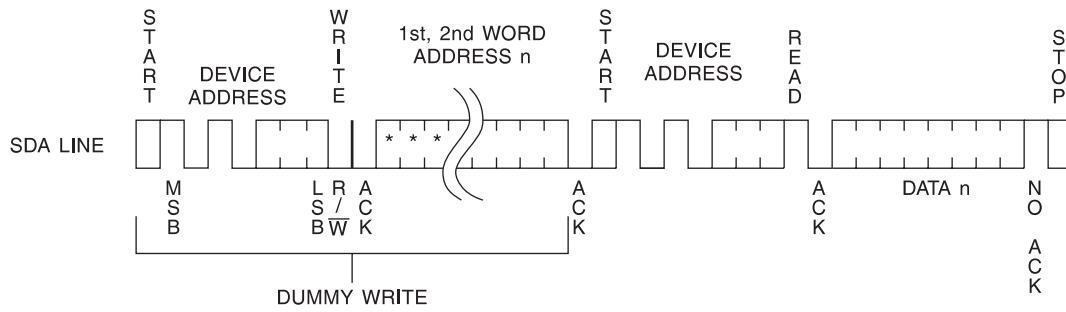 START
WRITE
1st, 2nd WORD
ADDRESS n
START
READ
STOP
DEVICE
ADDRESS
DEVICE
ADDRESS
SDA LINE
* * *
MSB
LSB
R/W
ACK
ACK
ACK
DATA n
NO ACK
DUMMY WRITE